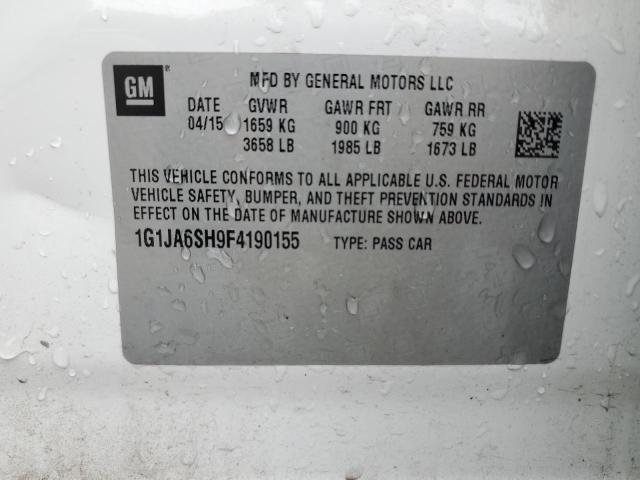 GM®
MFD BY GENERAL MOTORS LLC
DATE GVWR GAWR FRT GAWR RR
04/15 1659 KG 900 KG 759 KG
3658 LB 1985 LB 1673 LB
THIS VEHICLE CONFORMS TO ALL APPLICABLE U.S. FEDERAL MOTOR
VEHICLE SAFETY, BUMPER, AND THEFT PREVENTION STANDARDS IN
EFFECT ON THE DATE OF MANUFACTURE SHOWN ABOVE.
1G1JA6SH9F4190155 TYPE: PASS CAR